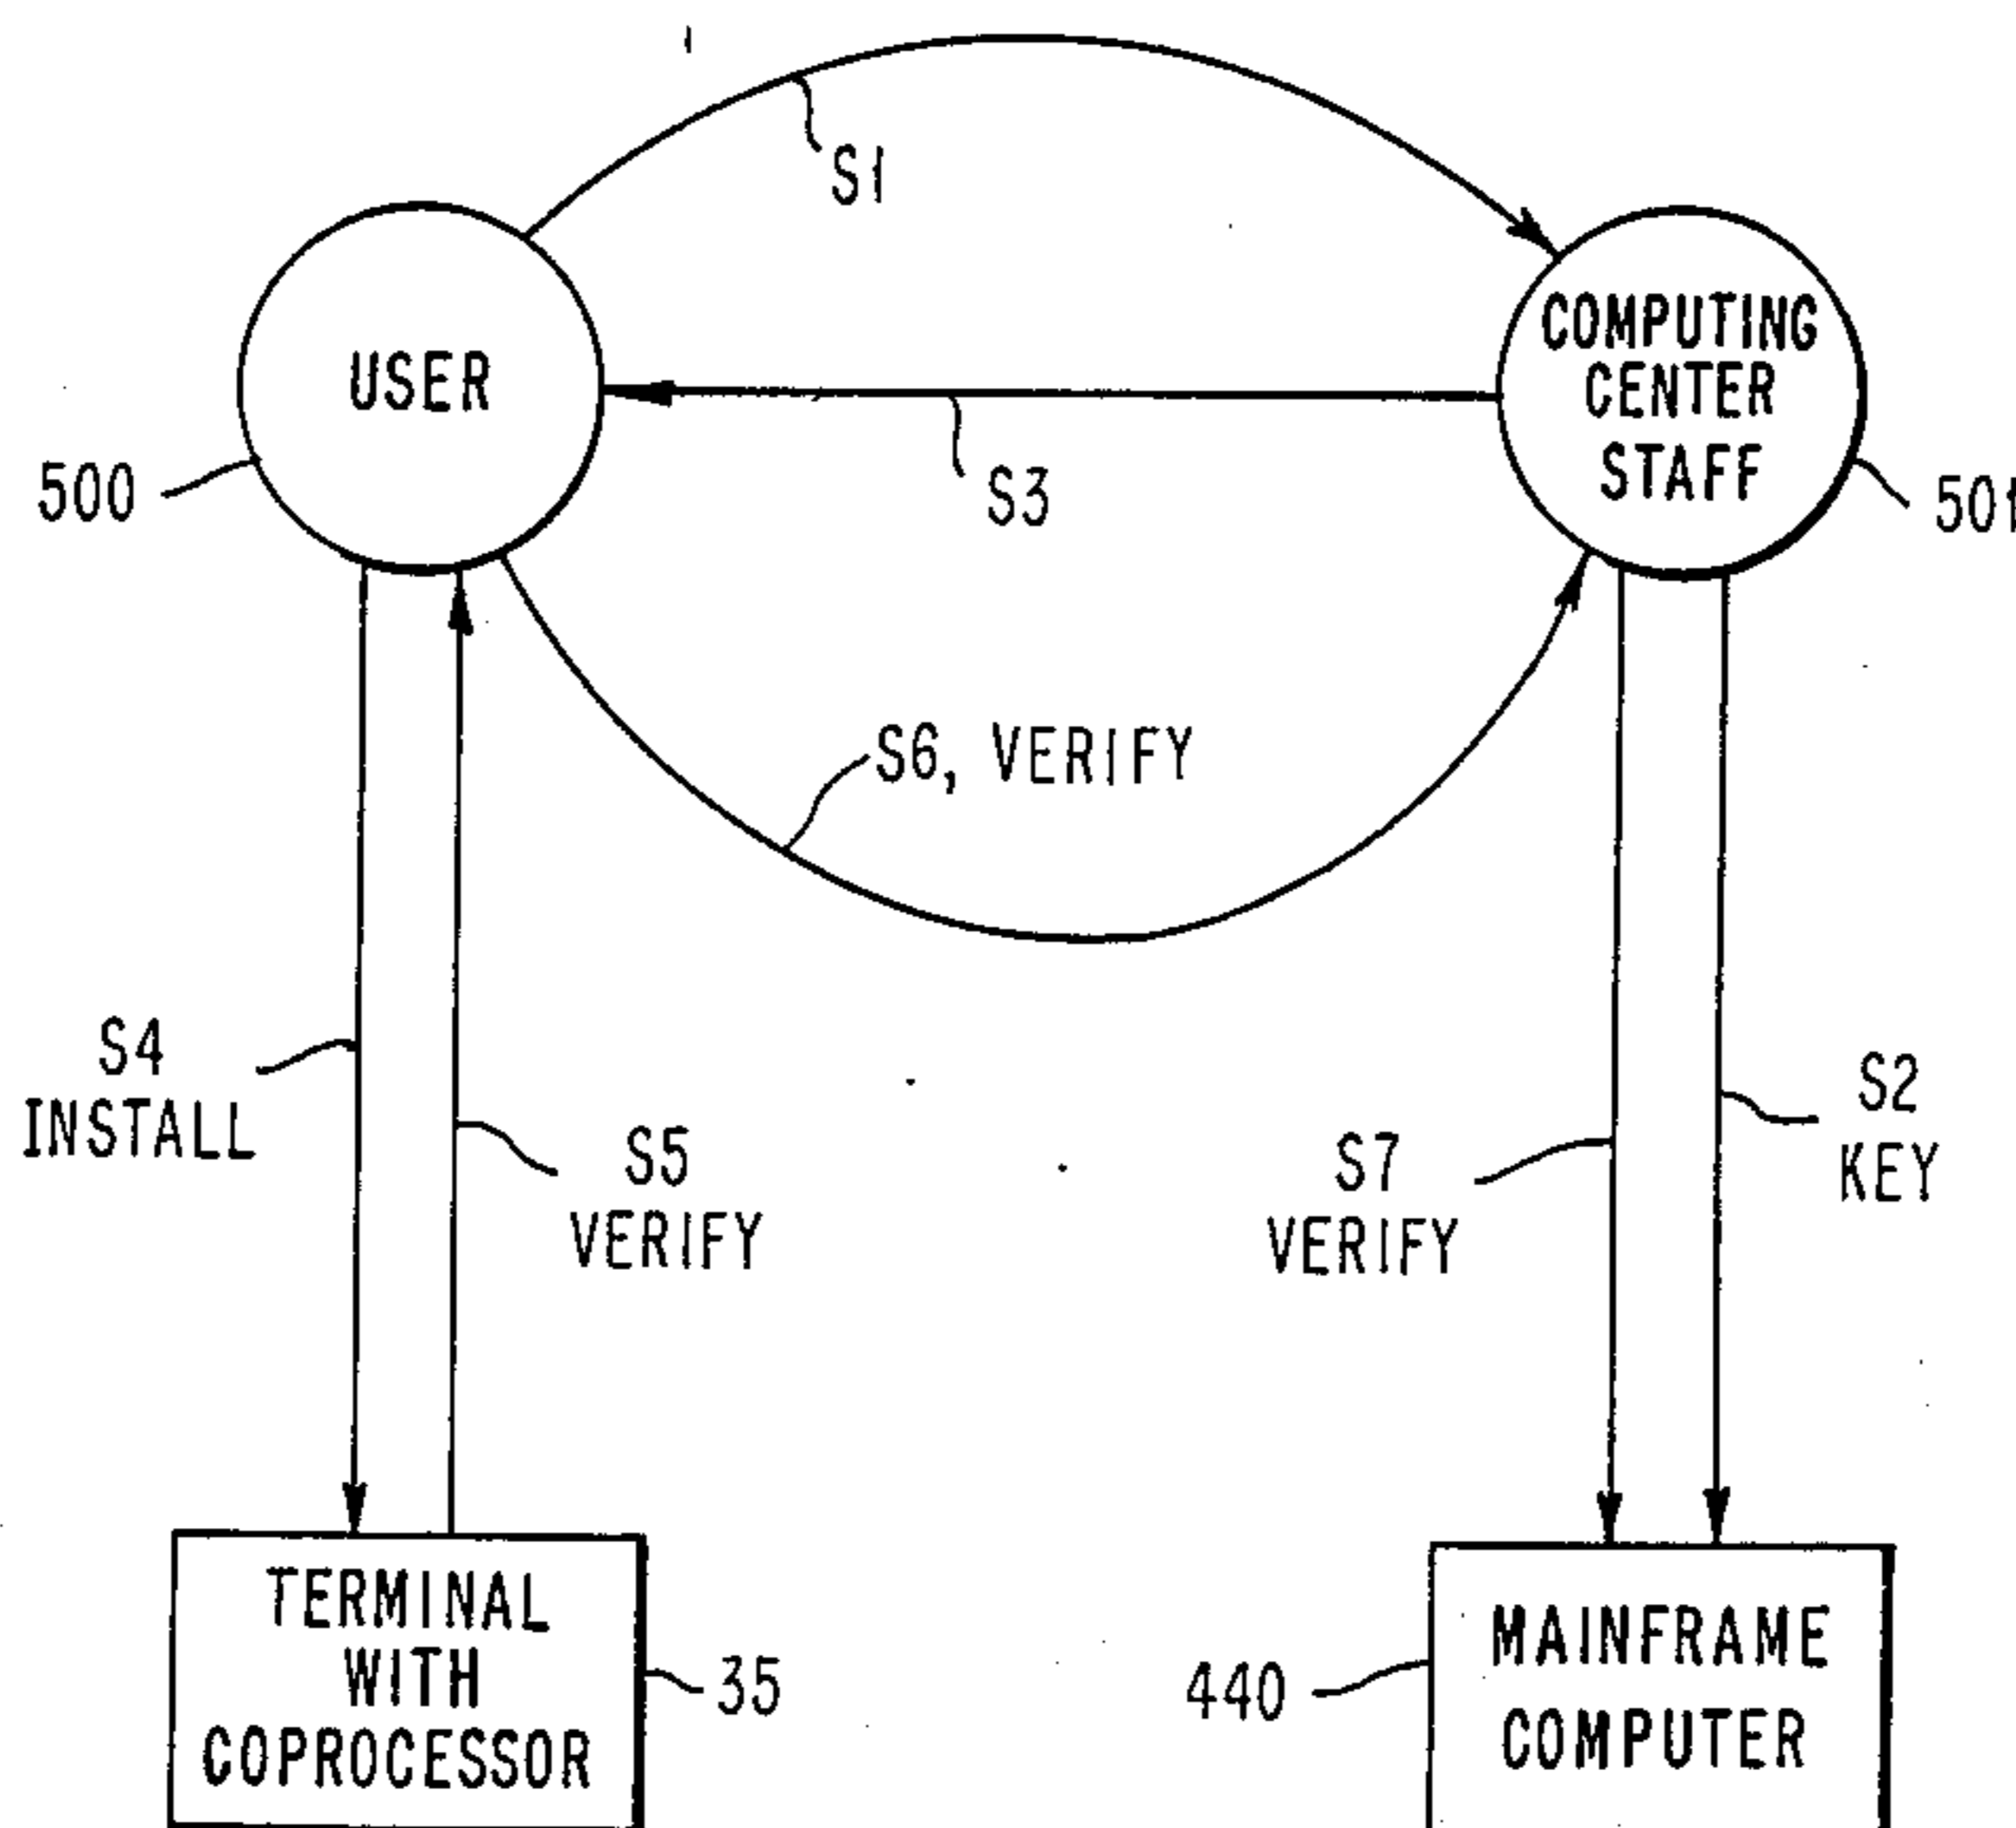 S1
USER
COMPUTING
CENTER
STAFF
500
S3
501
S6, VERIFY
S4
INSTALL
S5
VERIFY
S7
VERIFY
S2
KEY
TERMINAL
WITH
COPROCESSOR
35
440
MAINFRAME
COMPUTER